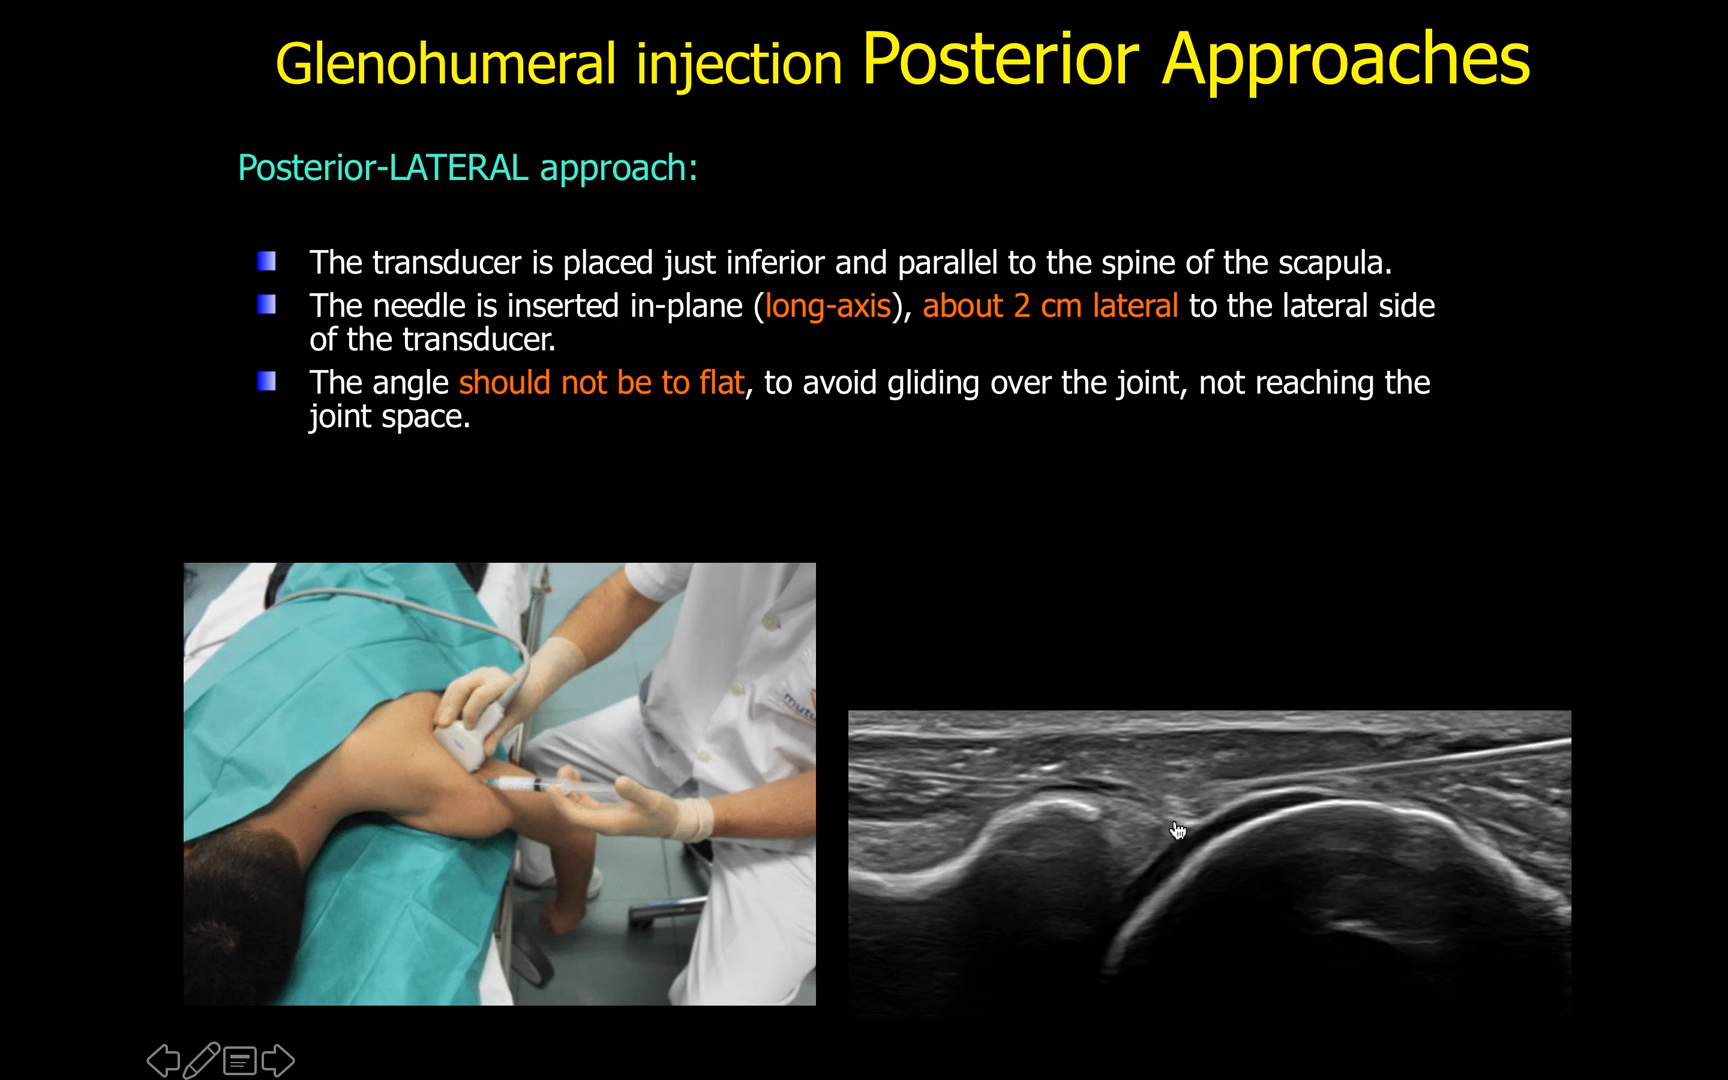 Glenohumeral injection Posterior Approaches
Posterior-LATERAL approach:
The transducer is placed just inferior and parallel to the spine of the scapula.
The needle is inserted in-plane (long-axis), about 2 cm lateral to the lateral side
of the transducer.
The angle should not be to flat, to avoid gliding over the joint, not reaching the
joint space.